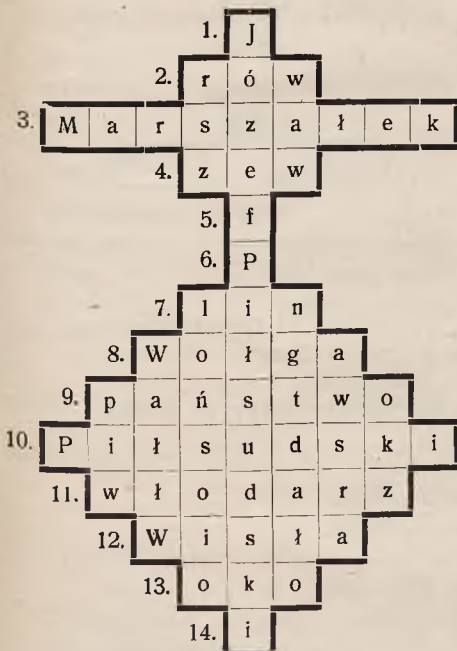 1. J
2. r ó w
3. M a r s z a ł e k
4. z e w
5. f
6. P
7. l i n
8. W o ł g a
9. p a ń s t w o
10. P i ł s u d s k i
11. w ł o d a r z
12. W i s ł a
13. o k o
14. i